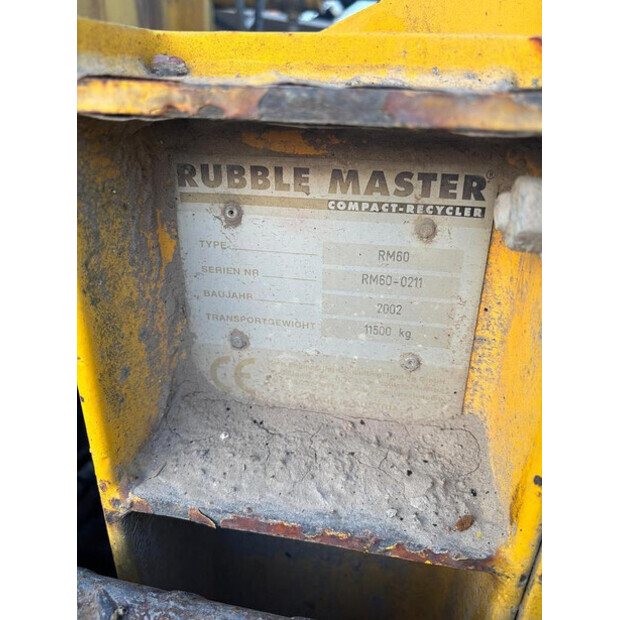 RUBBLE MASTER®
COMPACT-RECYCLER
TYPE RM60
SERIEN NR RM60-0211
BAUJAHR 2002
TRANSPORTGEWICHT 11500 kg
CE